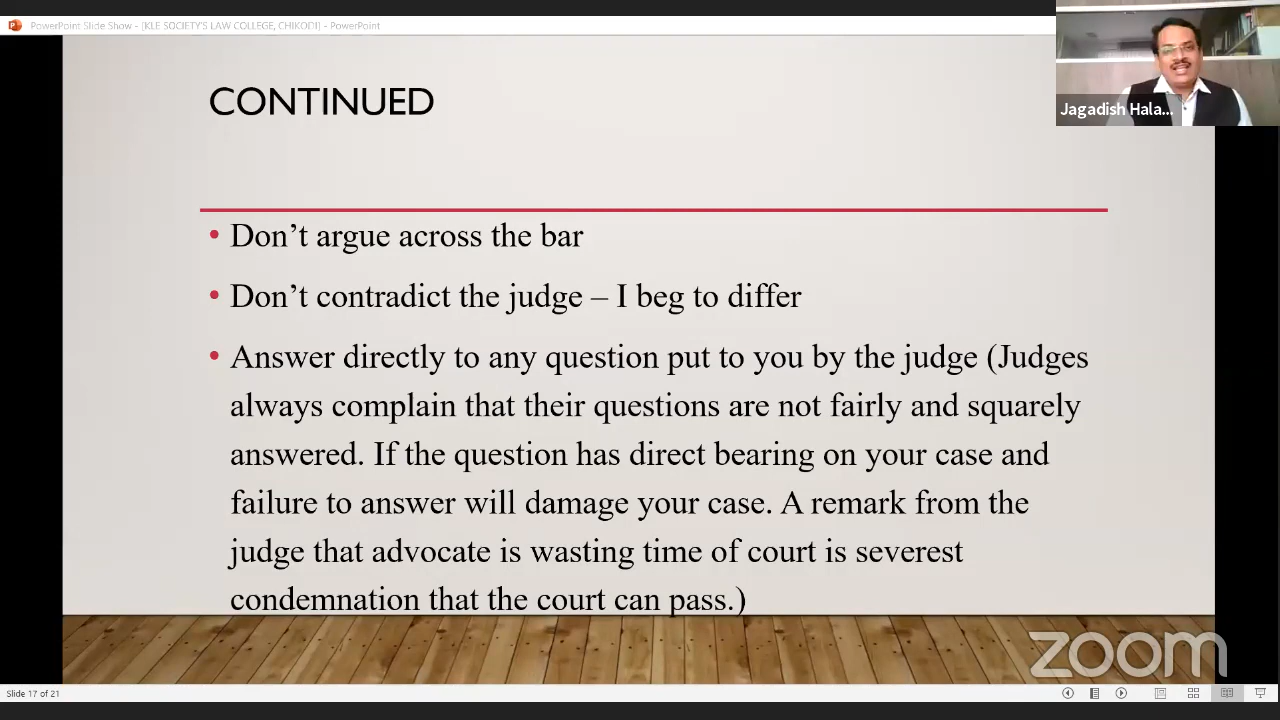 PowerPoint Slide Show - [KLE SOCIETY'S LAW COLLEGE, CHIKODI] - PowerPoint
Jagadish Hala...
CONTINUED
• Don’t argue across the bar
• Don’t contradict the judge – I beg to differ
• Answer directly to any question put to you by the judge (Judges
always complain that their questions are not fairly and squarely
answered. If the question has direct bearing on your case and
failure to answer will damage your case. A remark from the
judge that advocate is wasting time of court is severest
condemnation that the court can pass.)
zoom
Slide 17 of 21